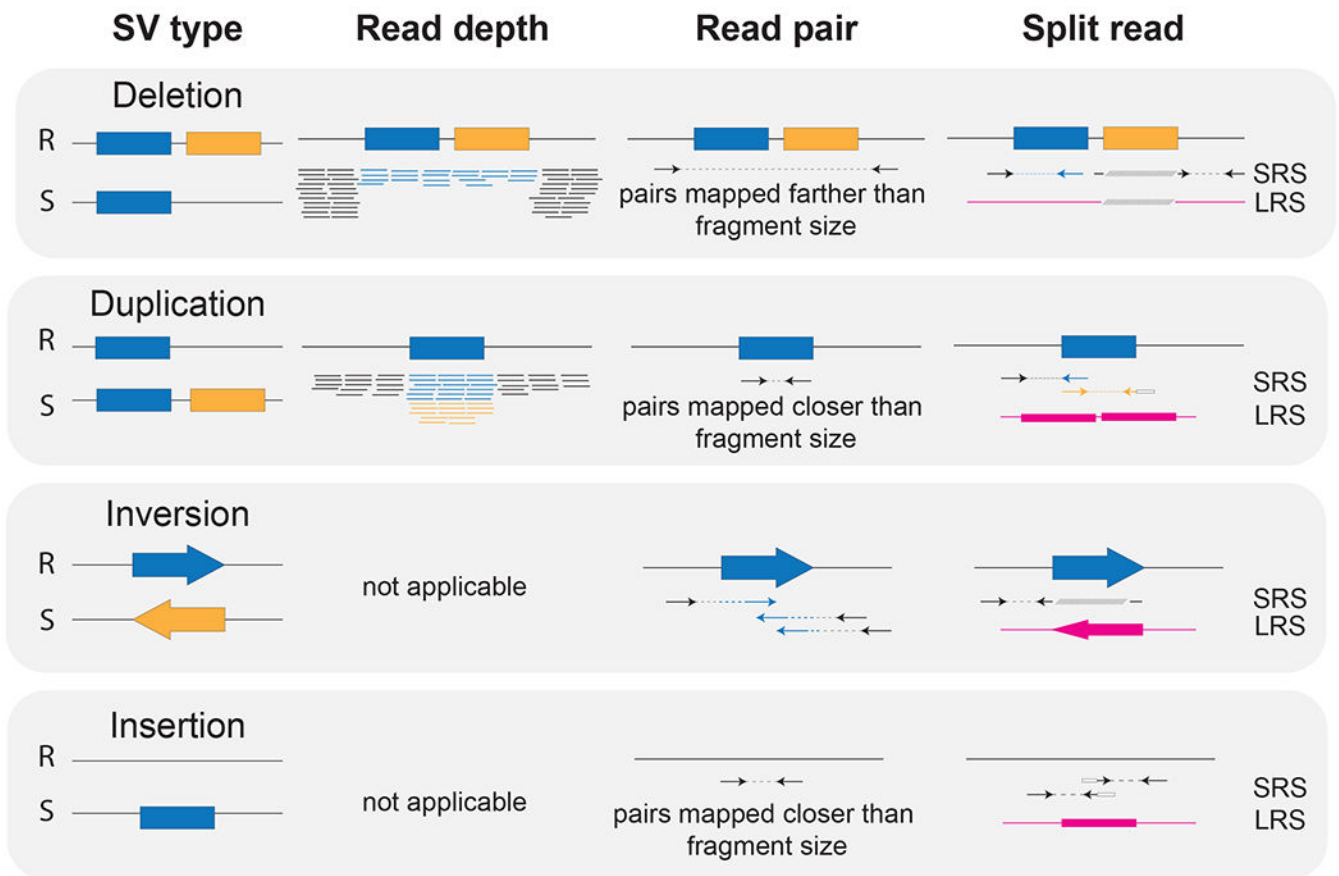 SV type
Read depth
Read pair
Split read
Deletion
R
S
pairs mapped farther than
fragment size
SRS
LRS
Duplication
R
S
pairs mapped closer than
fragment size
SRS
LRS
Inversion
R
S
not applicable
SRS
LRS
Insertion
R
S
not applicable
pairs mapped closer than
fragment size
SRS
LRS